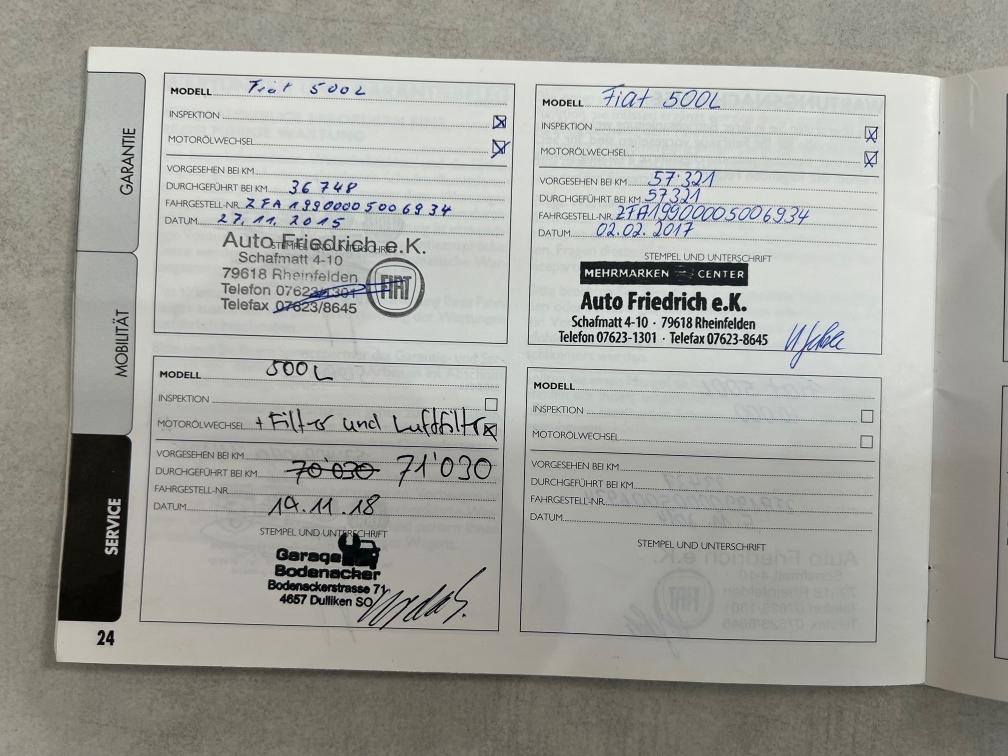 GARANTIE
MOBILITÄT
SERVICE
24
MODELL Fiat 500L
INSPEKTION
MOTORÖLWECHSEL
VORGESEHEN BEI KM
DURCHGEFÜHRT BEI KM 36748
FAHRGESTELL-NR. ZFA19900005006934
DATUM 27.11.2015
STEMPEL UND UNTERSCHRIFT
Auto Friedrich e.K.
Schafmatt 4-10
79618 Rheinfelden
Telefon 07623/1301
Telefax 07623/8645
FIAT
MODELL Fiat 500L
INSPEKTION
MOTORÖLWECHSEL
VORGESEHEN BEI KM 57'321
DURCHGEFÜHRT BEI KM 57321
FAHRGESTELL-NR. ZFA19900005006934
DATUM 02.02.2017
STEMPEL UND UNTERSCHRIFT
MEHRMARKEN CENTER
Auto Friedrich e.K.
Schafmatt 4-10 · 79618 Rheinfelden
Telefon 07623-1301 · Telefax 07623-8645
MODELL 500L
INSPEKTION
MOTORÖLWECHSEL + Filter und Luftfilter
VORGESEHEN BEI KM
DURCHGEFÜHRT BEI KM 70'030 71'030
FAHRGESTELL-NR.
DATUM 19.11.18
STEMPEL UND UNTERSCHRIFT
Garage
Bodenacker
Bodenackerstrasse 71
4657 Dulliken SO
MODELL
INSPEKTION
MOTORÖLWECHSEL
VORGESEHEN BEI KM
DURCHGEFÜHRT BEI KM
FAHRGESTELL-NR.
DATUM
STEMPEL UND UNTERSCHRIFT